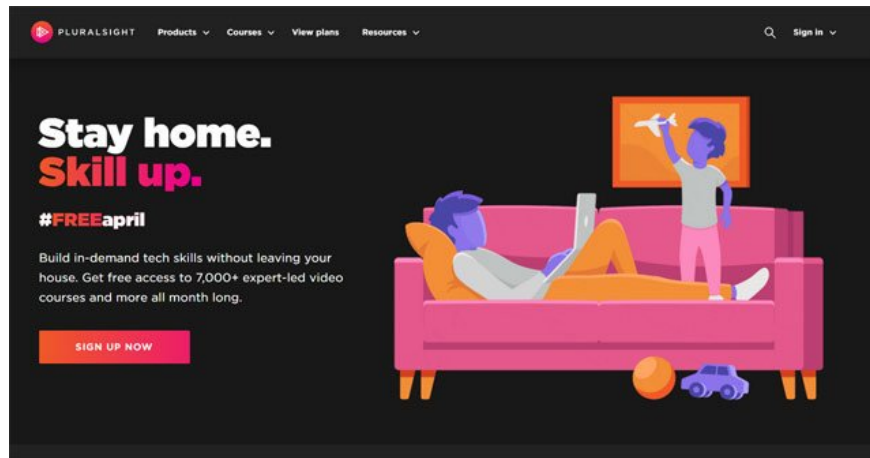 PLURALSIGHT Products Courses View plans Resources Sign in
Stay home.
Skill up.
#FREEapril
Build in-demand tech skills without leaving your
house. Get free access to 7,000+ expert-led video
courses and more all month long.
SIGN UP NOW